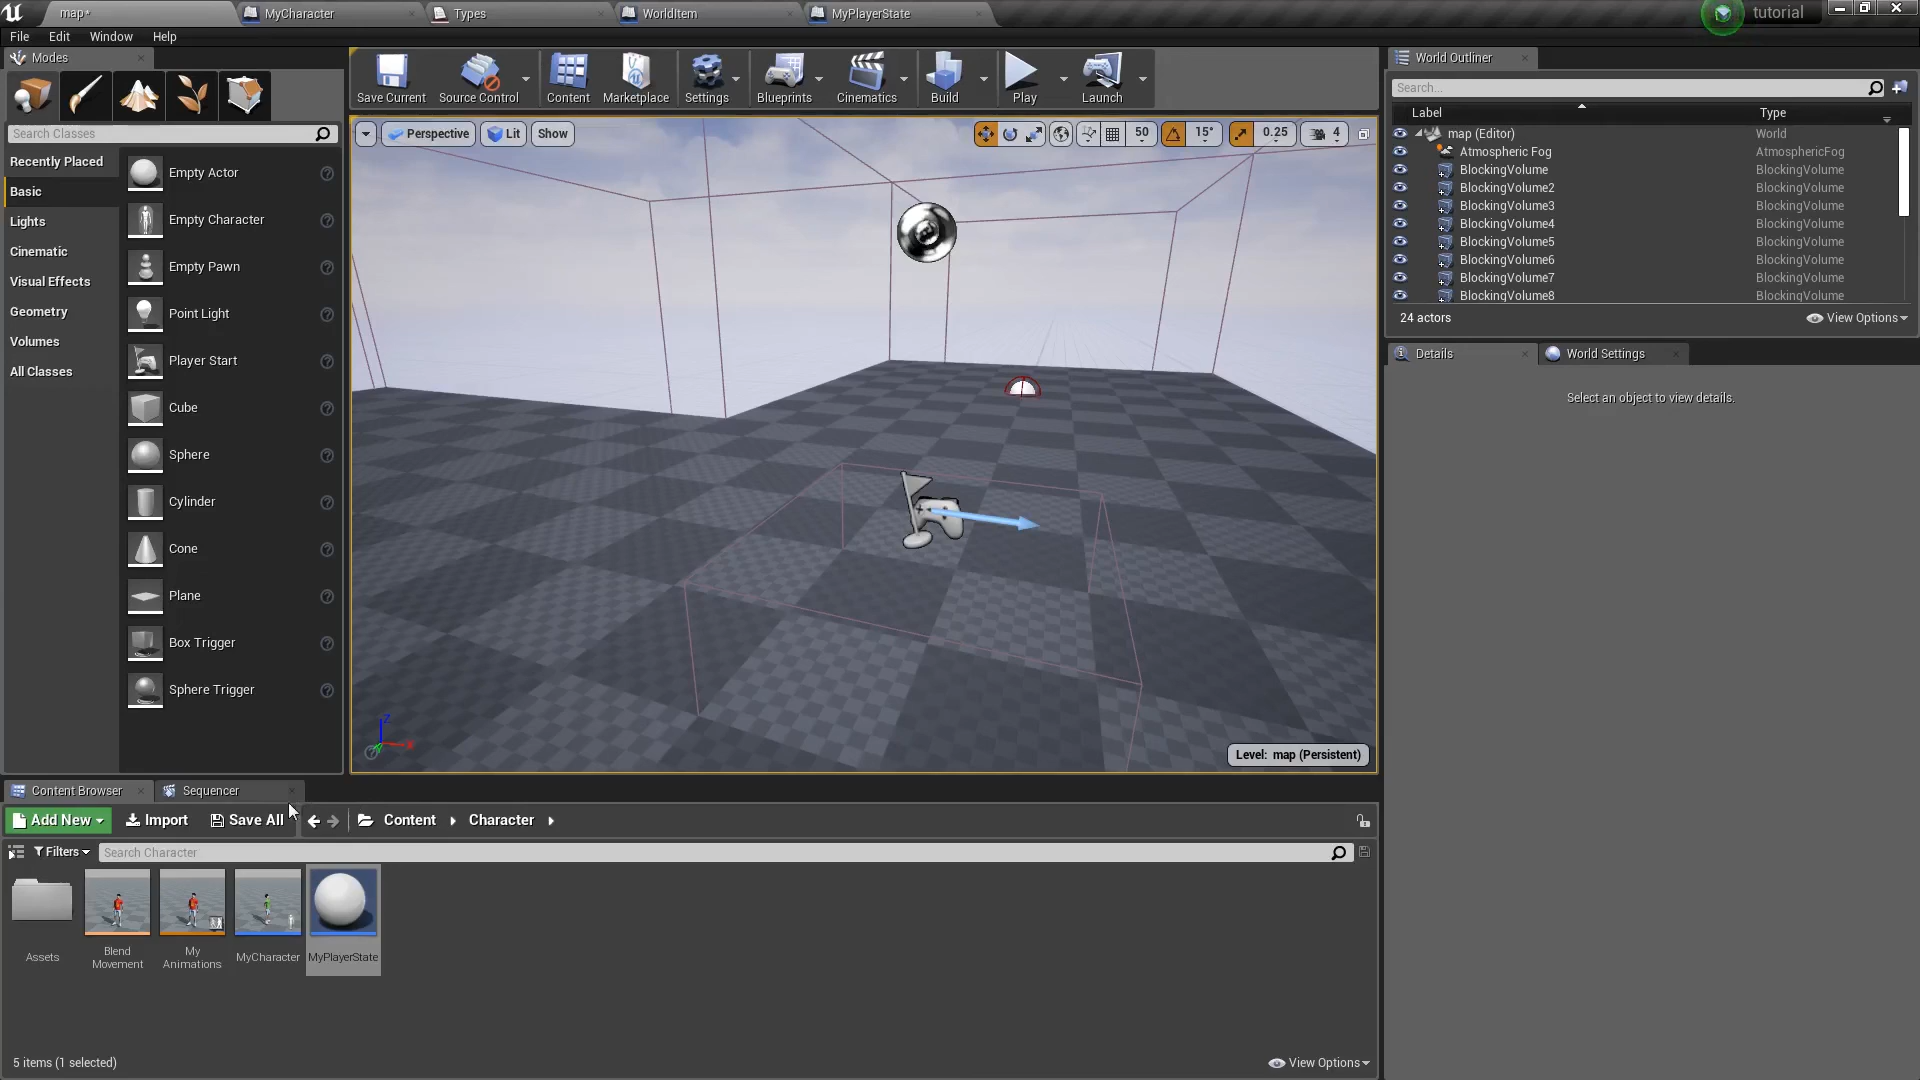 map*
MyCharacter
Types
WorldItem
MyPlayerState
tutorial
File
Edit
Window
Help
Modes
Search Classes
Recently Placed
Basic
Lights
Cinematic
Visual Effects
Geometry
Volumes
All Classes
Empty Actor
Empty Character
Empty Pawn
Point Light
Player Start
Cube
Sphere
Cylinder
Cone
Plane
Box Trigger
Sphere Trigger
Save Current
Source Control
Content
Marketplace
Settings
Blueprints
Cinematics
Build
Play
Launch
Perspective
Lit
Show
50
15°
0.25
4
Z
X
Level: map (Persistent)
World Outliner
Search...
Label
Type
map (Editor)
World
Atmospheric Fog
AtmosphericFog
BlockingVolume
BlockingVolume
BlockingVolume2
BlockingVolume
BlockingVolume3
BlockingVolume
BlockingVolume4
BlockingVolume
BlockingVolume5
BlockingVolume
BlockingVolume6
BlockingVolume
BlockingVolume7
BlockingVolume
BlockingVolume8
BlockingVolume
24 actors
View Options
Details
World Settings
Select an object to view details.
Content Browser
Sequencer
Add New
Import
Save All
Content
Character
Filters
Search Character
Assets
Blend
Movement
My
Animations
MyCharacter
MyPlayerState
5 items (1 selected)
View Options